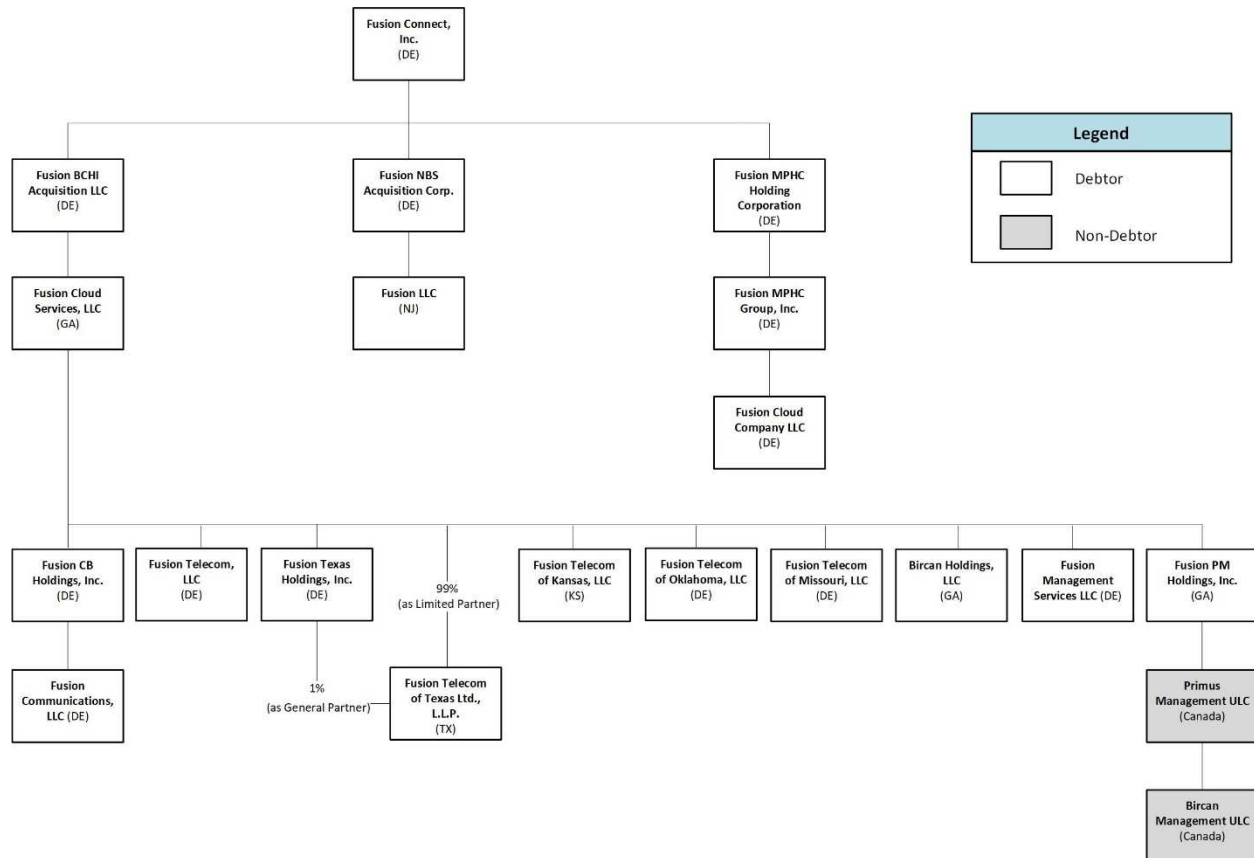 Fusion Connect,
Inc.
(DE)
Legend
Debtor
Non-Debtor
Fusion BCHI
Acquisition LLC
(DE)
Fusion NBS
Acquisition Corp.
(DE)
Fusion MPHC
Holding
Corporation
(DE)
Fusion Cloud
Services, LLC
(GA)
Fusion LLC
(NJ)
Fusion MPHC
Group, Inc.
(DE)
Fusion Cloud
Company LLC
(DE)
Fusion CB
Holdings, Inc.
(DE)
Fusion Telecom,
LLC
(DE)
Fusion Texas
Holdings, Inc.
(DE)
99%
(as Limited Partner)
Fusion Telecom
of Kansas, LLC
(KS)
Fusion Telecom
of Oklahoma, LLC
(DE)
Fusion Telecom
of Missouri, LLC
(DE)
Bircan Holdings,
LLC
(GA)
Fusion
Management
Services LLC (DE)
Fusion PM
Holdings, Inc.
(GA)
Fusion
Communications,
LLC (DE)
1%
(as General Partner)
Fusion Telecom
of Texas Ltd.,
L.L.P.
(TX)
Primus
Management ULC
(Canada)
Bircan
Management ULC
(Canada)